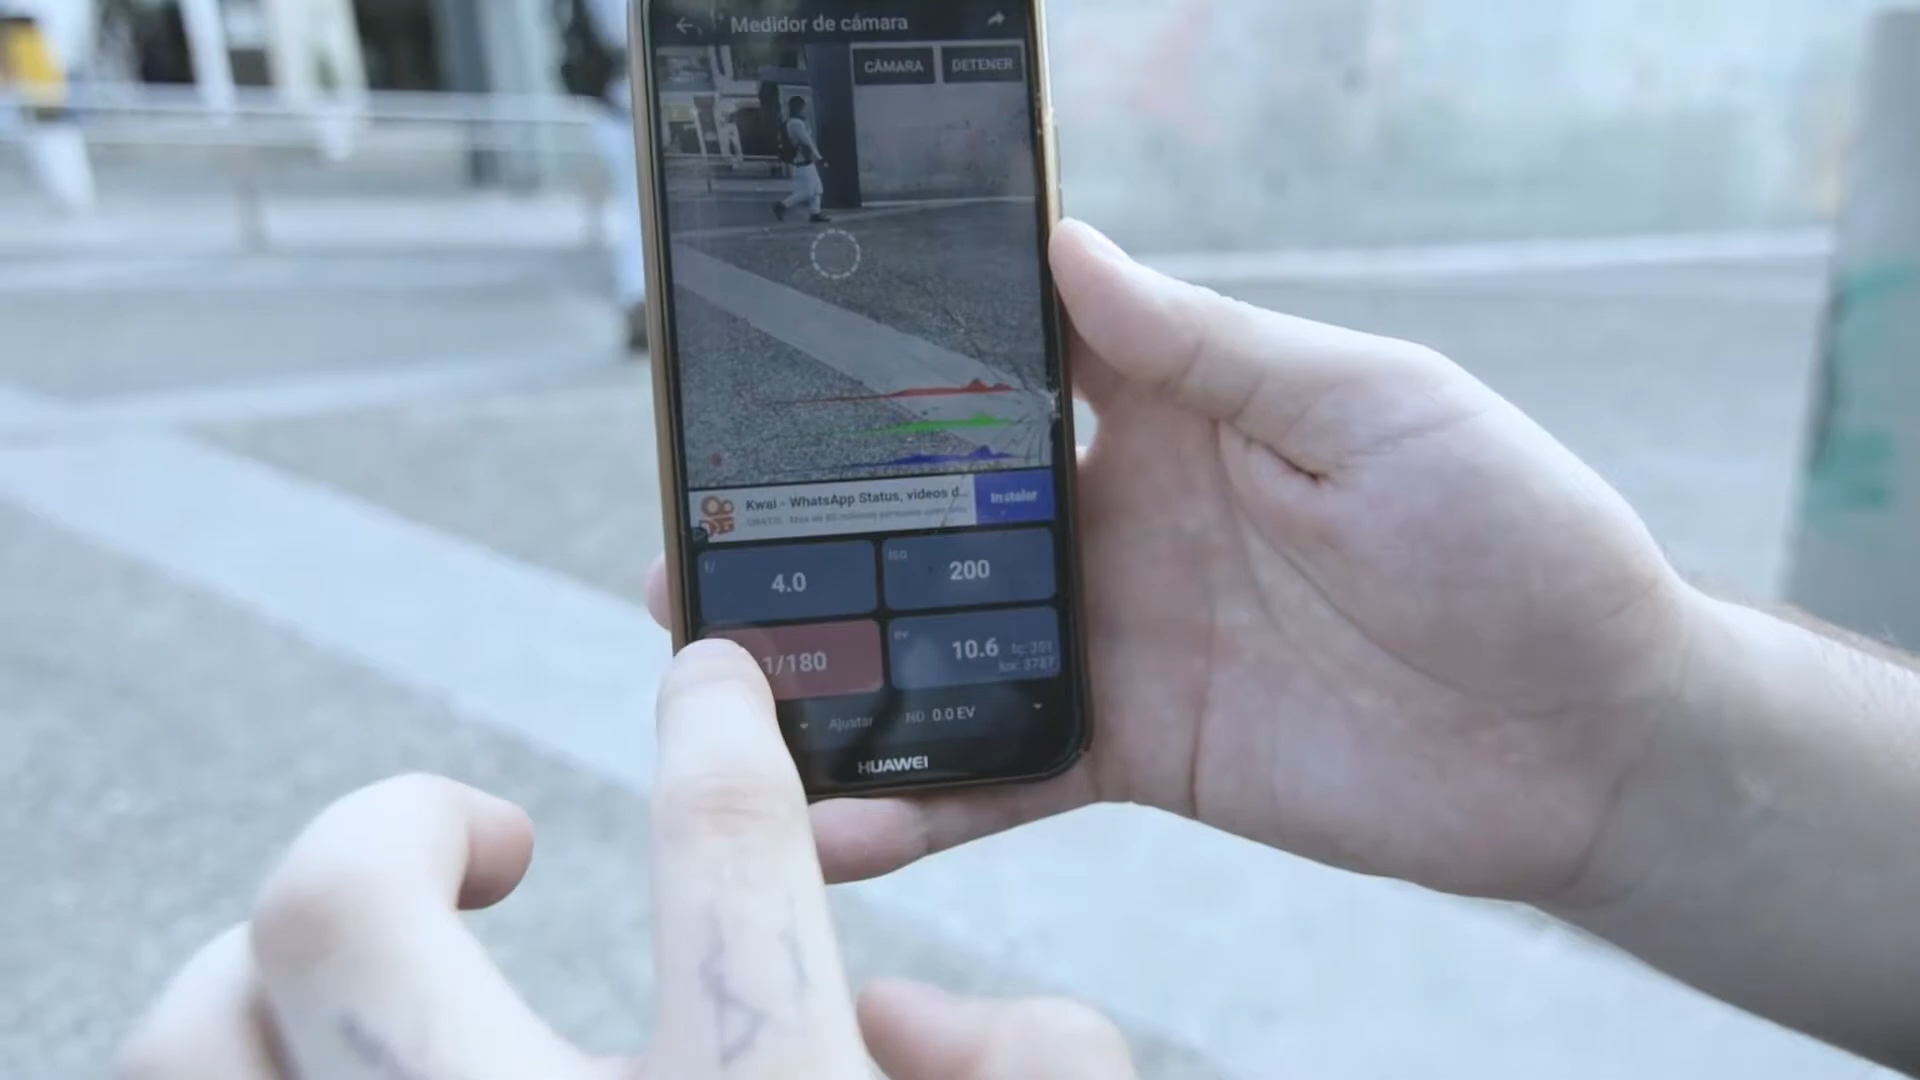 Medidor de cámara
CÁMARA DETENER
Kwai - WhatsApp Status, videos d...
Instalar
f/ 4.0
ISO 200
1/180
EV 10.6
Ajustar ND 0.0 EV
HUAWEI